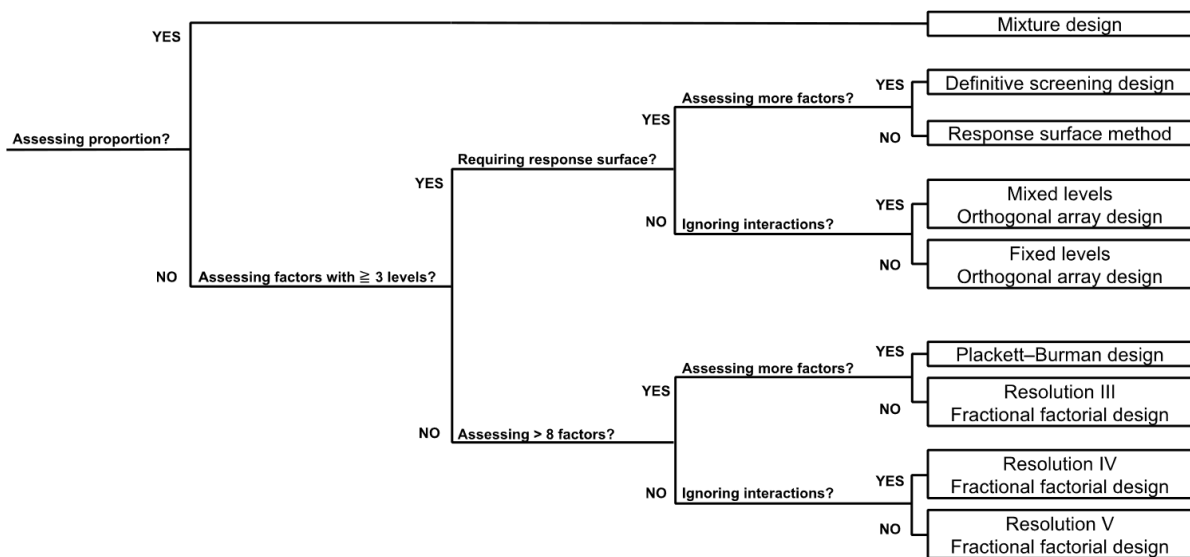 Mixture design
YES
Assessing proportion?
NO
Assessing factors with ≧ 3 levels?
YES
Requiring response surface?
YES
Assessing more factors?
YES
Definitive screening design
NO
Response surface method
NO
Ignoring interactions?
YES
Mixed levels
Orthogonal array design
NO
Fixed levels
Orthogonal array design
NO
Assessing > 8 factors?
YES
Assessing more factors?
YES
Plackett–Burman design
NO
Resolution III
Fractional factorial design
NO
Ignoring interactions?
YES
Resolution IV
Fractional factorial design
NO
Resolution V
Fractional factorial design